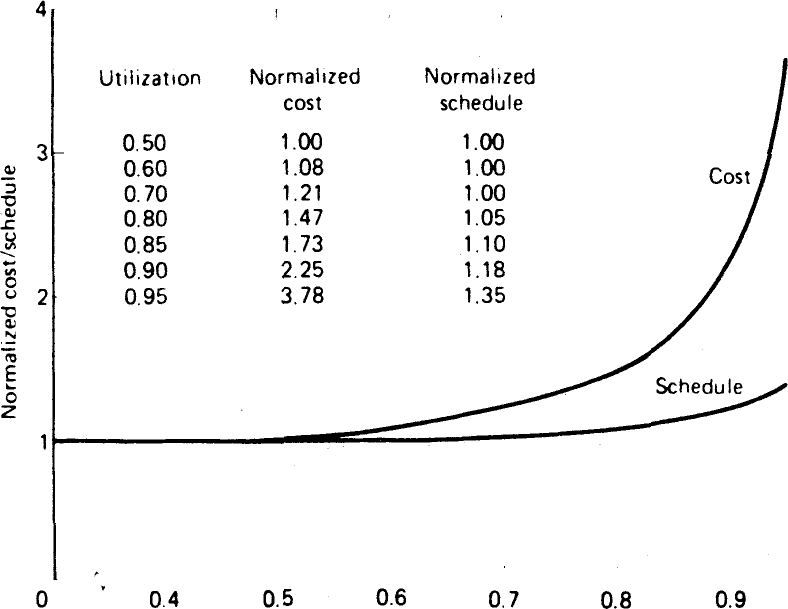 4
Utilization Normalized cost Normalized schedule
0.50 1.00 1.00
0.60 1.08 1.00
0.70 1.21 1.00
0.80 1.47 1.05
0.85 1.73 1.10
0.90 2.25 1.18
0.95 3.78 1.35
3
2
1
Normalized cost/schedule
Cost
Schedule
0 0.4 0.5 0.6 0.7 0.8 0.9